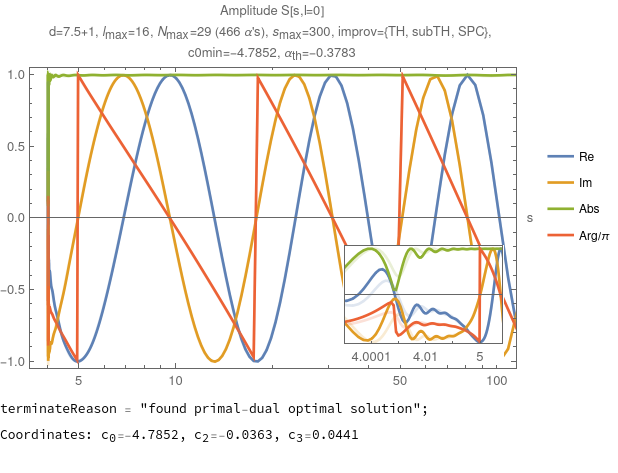 Amplitude S[s,l=0]
d=7.5+1, lmax=16, Nmax=29 (466 α's), smax=300, improv={TH, subTH, SPC},
c0min=−4.7852, αth=−0.3783
1.0
0.5
0.0
−0.5
−1.0
5
10
50
100
s
4.0001
4.01
5
Re
Im
Abs
Arg/π
terminateReason = "found primal-dual optimal solution";
Coordinates: c0=-4.7852, c2=-0.0363, c3=0.0441